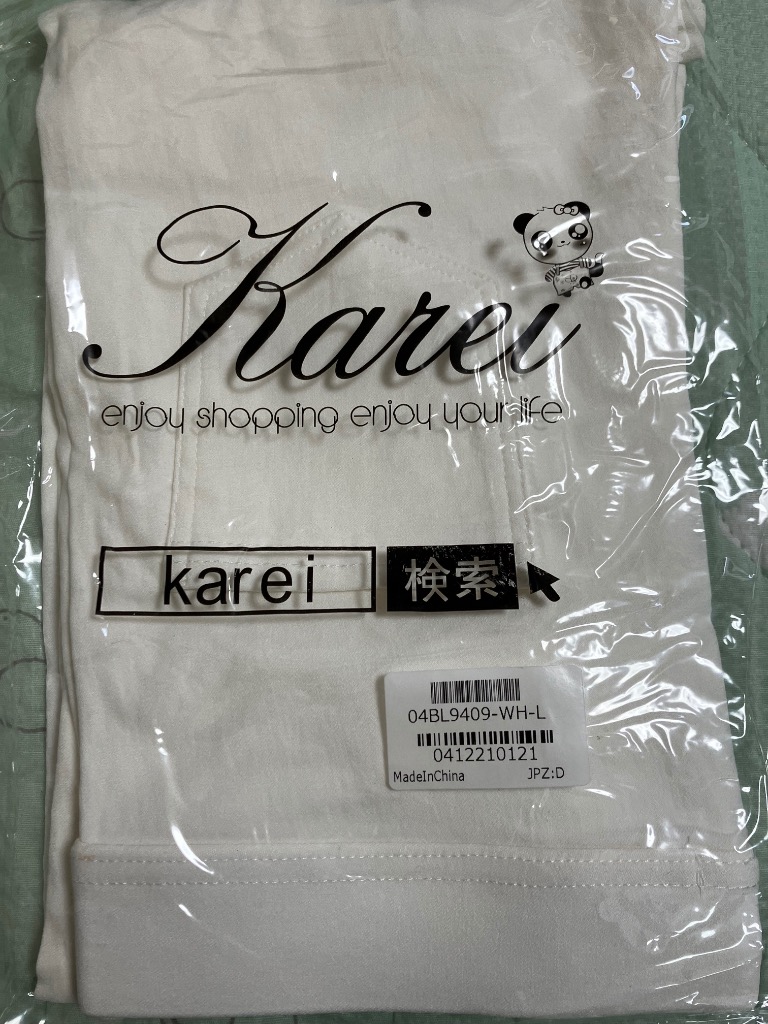 Karei
enjoy shopping enjoy your life
karei 検索
04BL9409-WH-L
0412210121
MadeInChina JPZ:D